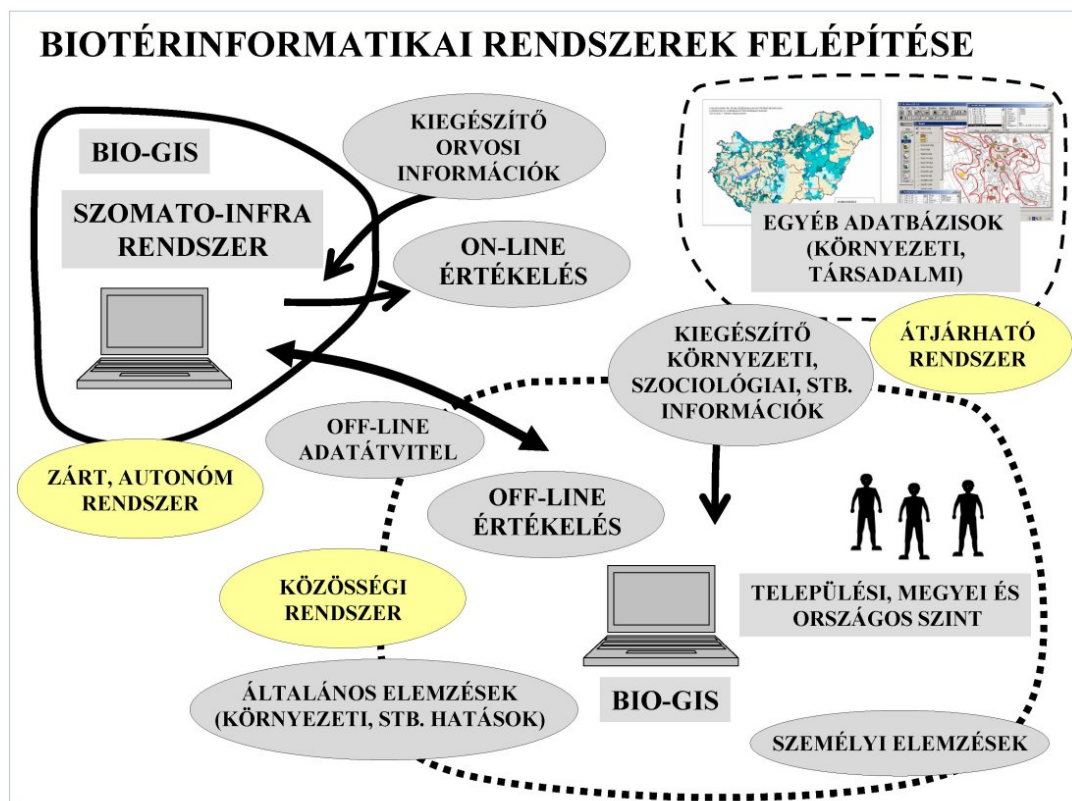 BIOTÉRINFORMATIKAI RENDSZEREK FELÉPÍTÉSE
BIO-GIS
SZOMATO-INFRA
RENDSZER
KIEGÉSZÍTŐ
ORVOSI
INFORMÁCIÓK
ON-LINE
ÉRTÉKELÉS
EGYÉB ADATBÁZISOK
(KÖRNYEZETI,
TÁRSADALMI)
KIEGÉSZÍTŐ
KÖRNYEZETI,
SZOCIOLÓGIAI, STB.
INFORMÁCIÓK
ÁTJÁRHATÓ
RENDSZER
ZÁRT, AUTONÓM
RENDSZER
OFF-LINE
ADATÁTVITEL
OFF-LINE
ÉRTÉKELÉS
KÖZÖSSÉGI
RENDSZER
TELEPÜLÉSI, MEGYEI ÉS
ORSZÁGOS SZINT
ÁLTALÁNOS ELEMZÉSEK
(KÖRNYEZETI, STB. HATÁSOK)
BIO-GIS
SZEMÉLYI ELEMZÉSEK